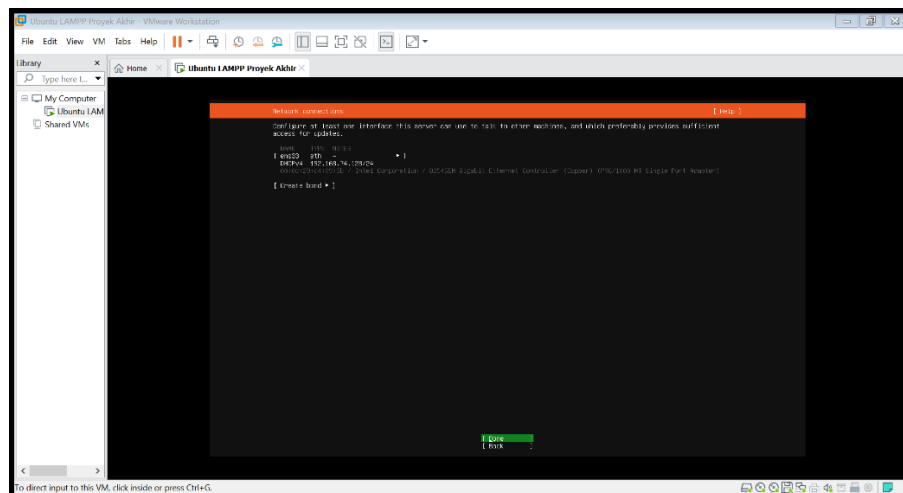 Ubuntu LAMPP Proyek Akhir - VMware Workstation
File Edit View VM Tabs Help
Library
Type here t...
My Computer
Ubuntu LAM
Shared VMs
Home
Ubuntu LAMPP Proyek Akhir
Network connections [ Help ]
Configure at least one interface this server can use to talk to other machines, and which preferably provides sufficient
access for updates.
NAME TYPE NOTES
[ ens33 eth - ▸ ]
DHCPv4 192.168.74.128/24
/ Intel Corporation / Gigabit Ethernet Controller (Copper) (PRO/1000 MT Single Port Adapter)
[ Create bond ▸ ]
[ Done ]
[ Back ]
To direct input to this VM, click inside or press Ctrl+G.